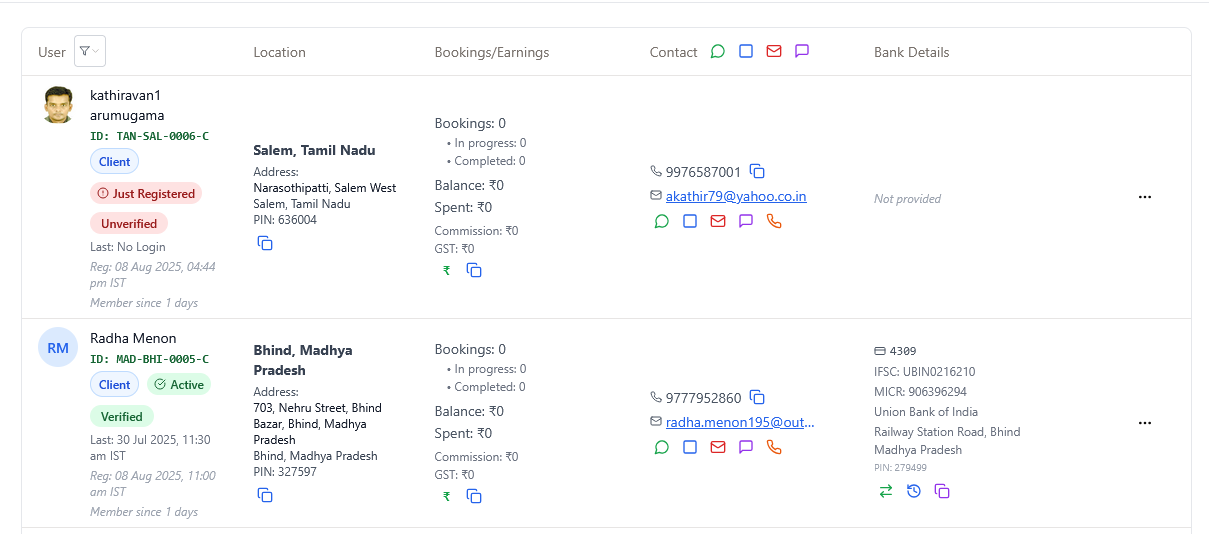 User
Location
Bookings/Earnings
Contact
Bank Details
kathiravan1
arumugama
ID: TAN-SAL-0006-C
Client
Just Registered
Unverified
Last: No Login
Reg: 08 Aug 2025, 04:44
pm IST
Member since 1 days
Salem, Tamil Nadu
Address:
Narasothipatti, Salem West
Salem, Tamil Nadu
PIN: 636004
Bookings: 0
• In progress: 0
• Completed: 0
Balance: ₹0
Spent: ₹0
Commission: ₹0
GST: ₹0
₹
9976587001
akathir79@yahoo.co.in
Not provided
RM
Radha Menon
ID: MAD-BHI-0005-C
Client
Active
Verified
Last: 30 Jul 2025, 11:30
am IST
Reg: 08 Aug 2025, 11:00
am IST
Member since 1 days
Bhind, Madhya
Pradesh
Address:
703, Nehru Street, Bhind
Bazar, Bhind, Madhya
Pradesh
Bhind, Madhya Pradesh
PIN: 327597
Bookings: 0
• In progress: 0
• Completed: 0
Balance: ₹0
Spent: ₹0
Commission: ₹0
GST: ₹0
₹
9777952860
radha.menon195@out...
4309
IFSC: UBIN0216210
MICR: 906396294
Union Bank of India
Railway Station Road, Bhind
Madhya Pradesh
PIN: 279499